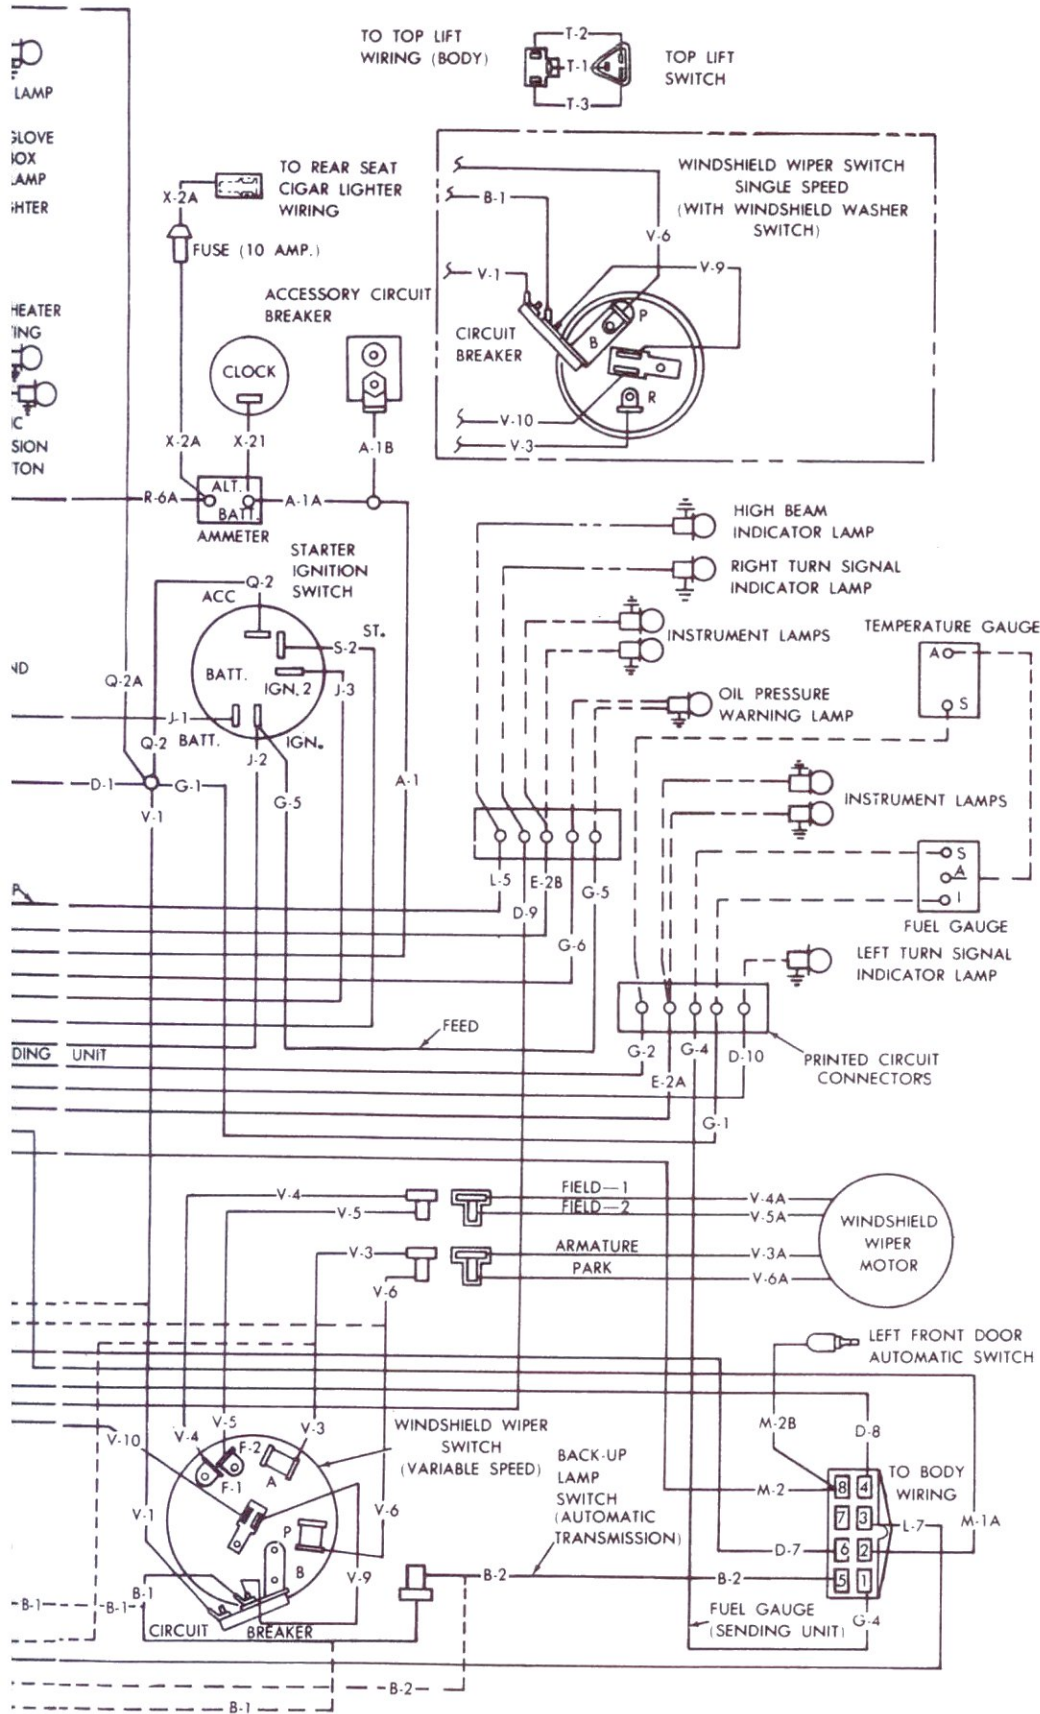 TO TOP LIFT
WIRING (BODY)
T-2
T-1
T-3
TOP LIFT
SWITCH
LAMP
GLOVE
BOX
LAMP
TO REAR SEAT
CIGAR LIGHTER
WIRING
X-2A
FUSE (10 AMP.)
WINDSHIELD WIPER SWITCH
SINGLE SPEED
(WITH WINDSHIELD WASHER
SWITCH)
B-1
V-6
V-1
V-9
P
B
R
CIRCUIT
BREAKER
V-10
V-3
HEATER
ACCESSORY CIRCUIT
BREAKER
CLOCK
X-2A
X-21
A-1B
R-6A
ALT.
BATT.
A-1A
AMMETER
HIGH BEAM
INDICATOR LAMP
STARTER
IGNITION
SWITCH
Q-2
ACC
ST.
S-2
BATT.
IGN. 2
J-3
Q-2A
J-1
BATT.
IGN.
J-2
Q-2
RIGHT TURN SIGNAL
INDICATOR LAMP
INSTRUMENT LAMPS
TEMPERATURE GAUGE
A
S
OIL PRESSURE
WARNING LAMP
D-1
G-1
V-1
G-5
A-1
INSTRUMENT LAMPS
S
A
I
FUEL GAUGE
L-5
E-2B
G-5
D-9
G-6
LEFT TURN SIGNAL
INDICATOR LAMP
FEED
DING UNIT
G-2
G-4
D-10
E-2A
G-1
PRINTED CIRCUIT
CONNECTORS
V-4
FIELD—1
V-4A
V-5
FIELD—2
V-5A
V-3
ARMATURE
V-3A
V-6
PARK
V-6A
WINDSHIELD
WIPER
MOTOR
LEFT FRONT DOOR
AUTOMATIC SWITCH
V-10
V-4
V-5
V-3
F-2
F-1
A
P
B
WINDSHIELD WIPER
SWITCH
(VARIABLE SPEED)
V-6
V-9
V-1
BACK-UP
LAMP
SWITCH
(AUTOMATIC
TRANSMISSION)
M-2B
D-8
TO BODY
WIRING
M-2
8 4
7 3
6 2
5 1
L-7
M-1A
D-7
B-2
B-2
G-4
B-1
B-1
B-1
CIRCUIT BREAKER
FUEL GAUGE
(SENDING UNIT)
B-2
B-1